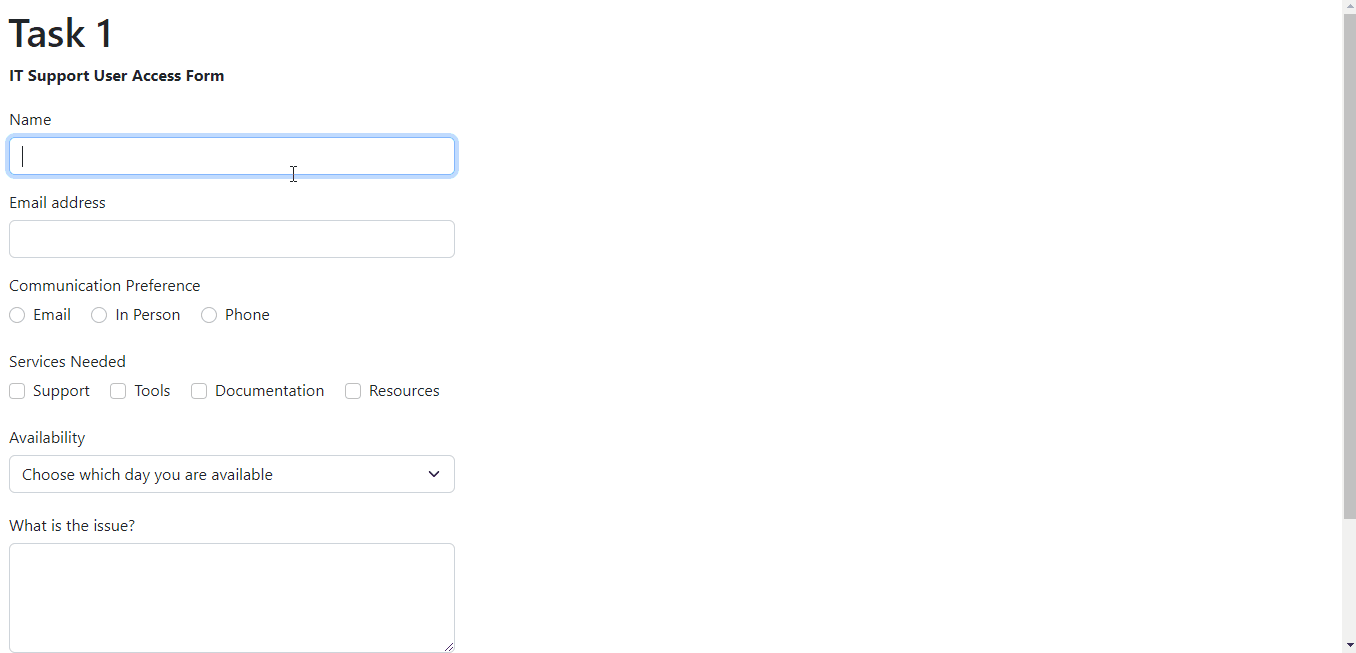 Task 1
IT Support User Access Form
Name
Email address
Communication Preference
Email In Person Phone
Services Needed
Support Tools Documentation Resources
Availability
Choose which day you are available
What is the issue?